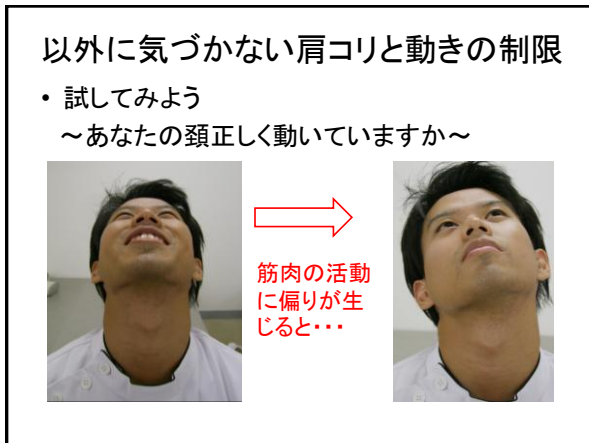 以外に気づかない肩コリと動きの制限
• 試してみよう
～あなたの頚正しく動いていますか～
筋肉の活動
に偏りが生
じると・・・